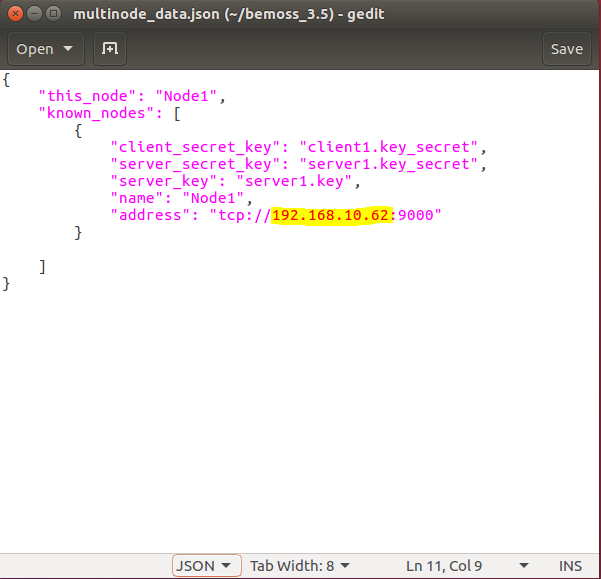 multinode_data.json (~/bemoss_3.5) - gedit
Open Save
{
    "this_node": "Node1",
    "known_nodes": [
        {
            "client_secret_key": "client1.key_secret",
            "server_secret_key": "server1.key_secret",
            "server_key": "server1.key",
            "name": "Node1",
            "address": "tcp://192.168.10.62:9000"
        }
    ]
}
JSON Tab Width: 8 Ln 11, Col 9 INS